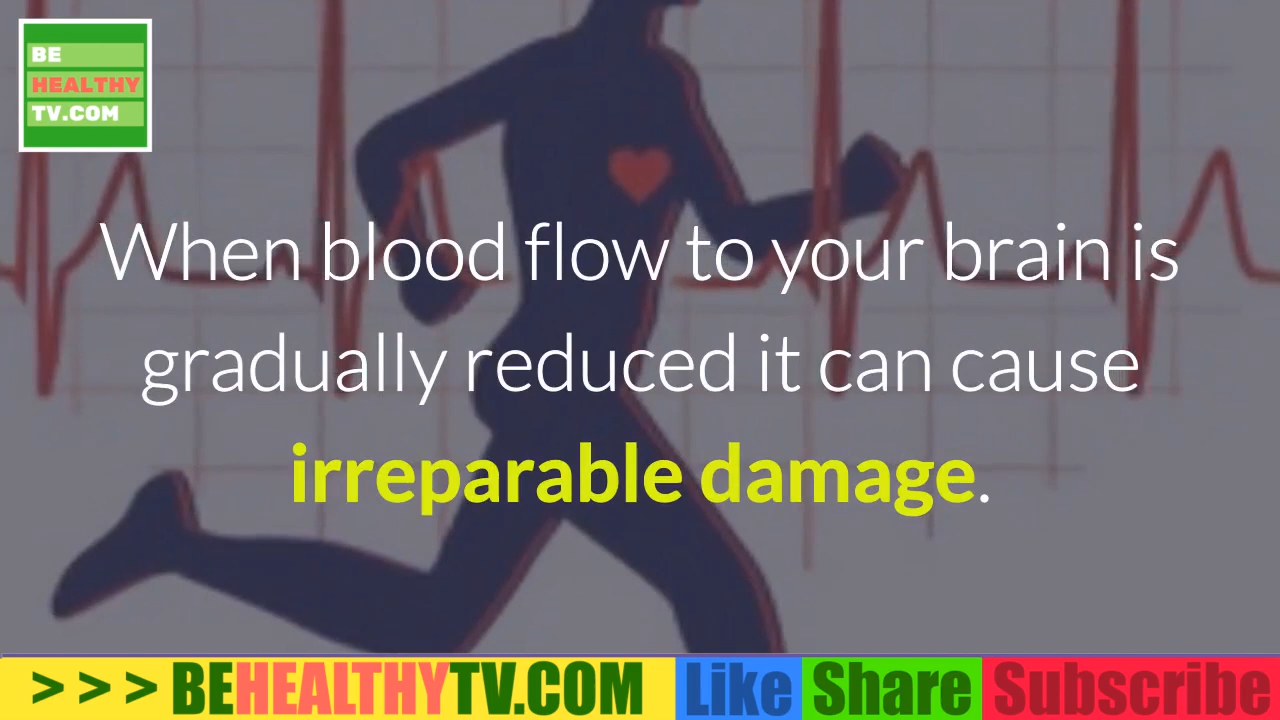 BE
HEALTHY
TV.COM
When blood flow to your brain is
gradually reduced it can cause
irreparable damage.
> > > BEHEALTHYTV.COM Like Share Subscribe